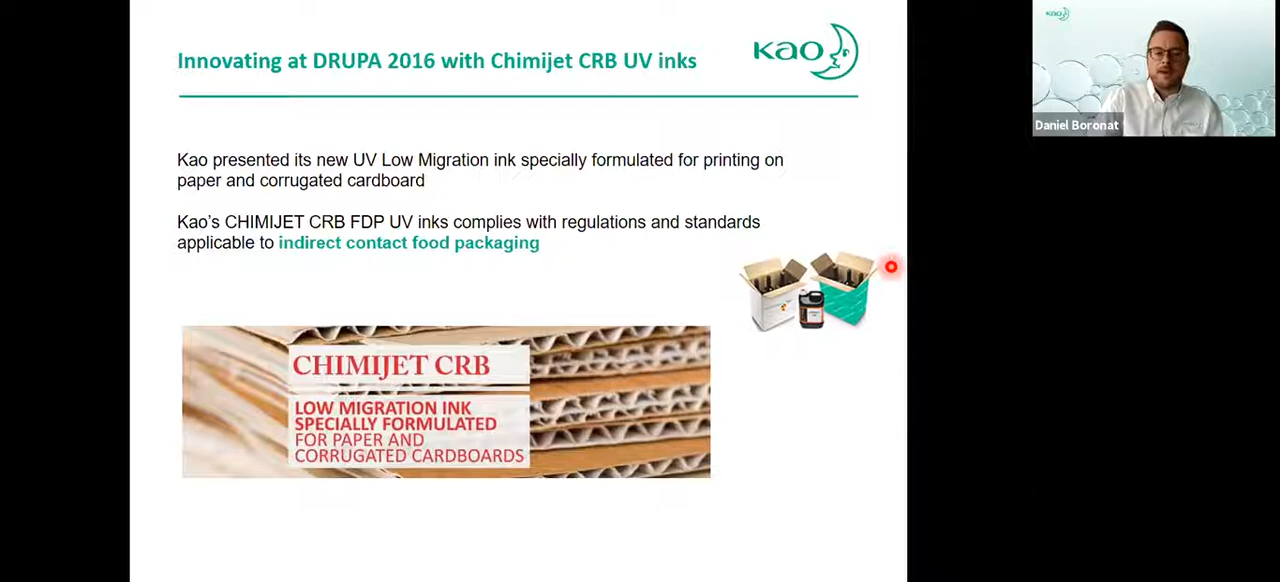 Innovating at DRUPA 2016 with Chimijet CRB UV inks
Kao
Kao presented its new UV Low Migration ink specially formulated for printing on
paper and corrugated cardboard
Kao's CHIMIJET CRB FDP UV inks complies with regulations and standards
applicable to indirect contact food packaging
CHIMIJET CRB
LOW MIGRATION INK
SPECIALLY FORMULATED
FOR PAPER AND
CORRUGATED CARDBOARDS
Kao
Daniel Boronat